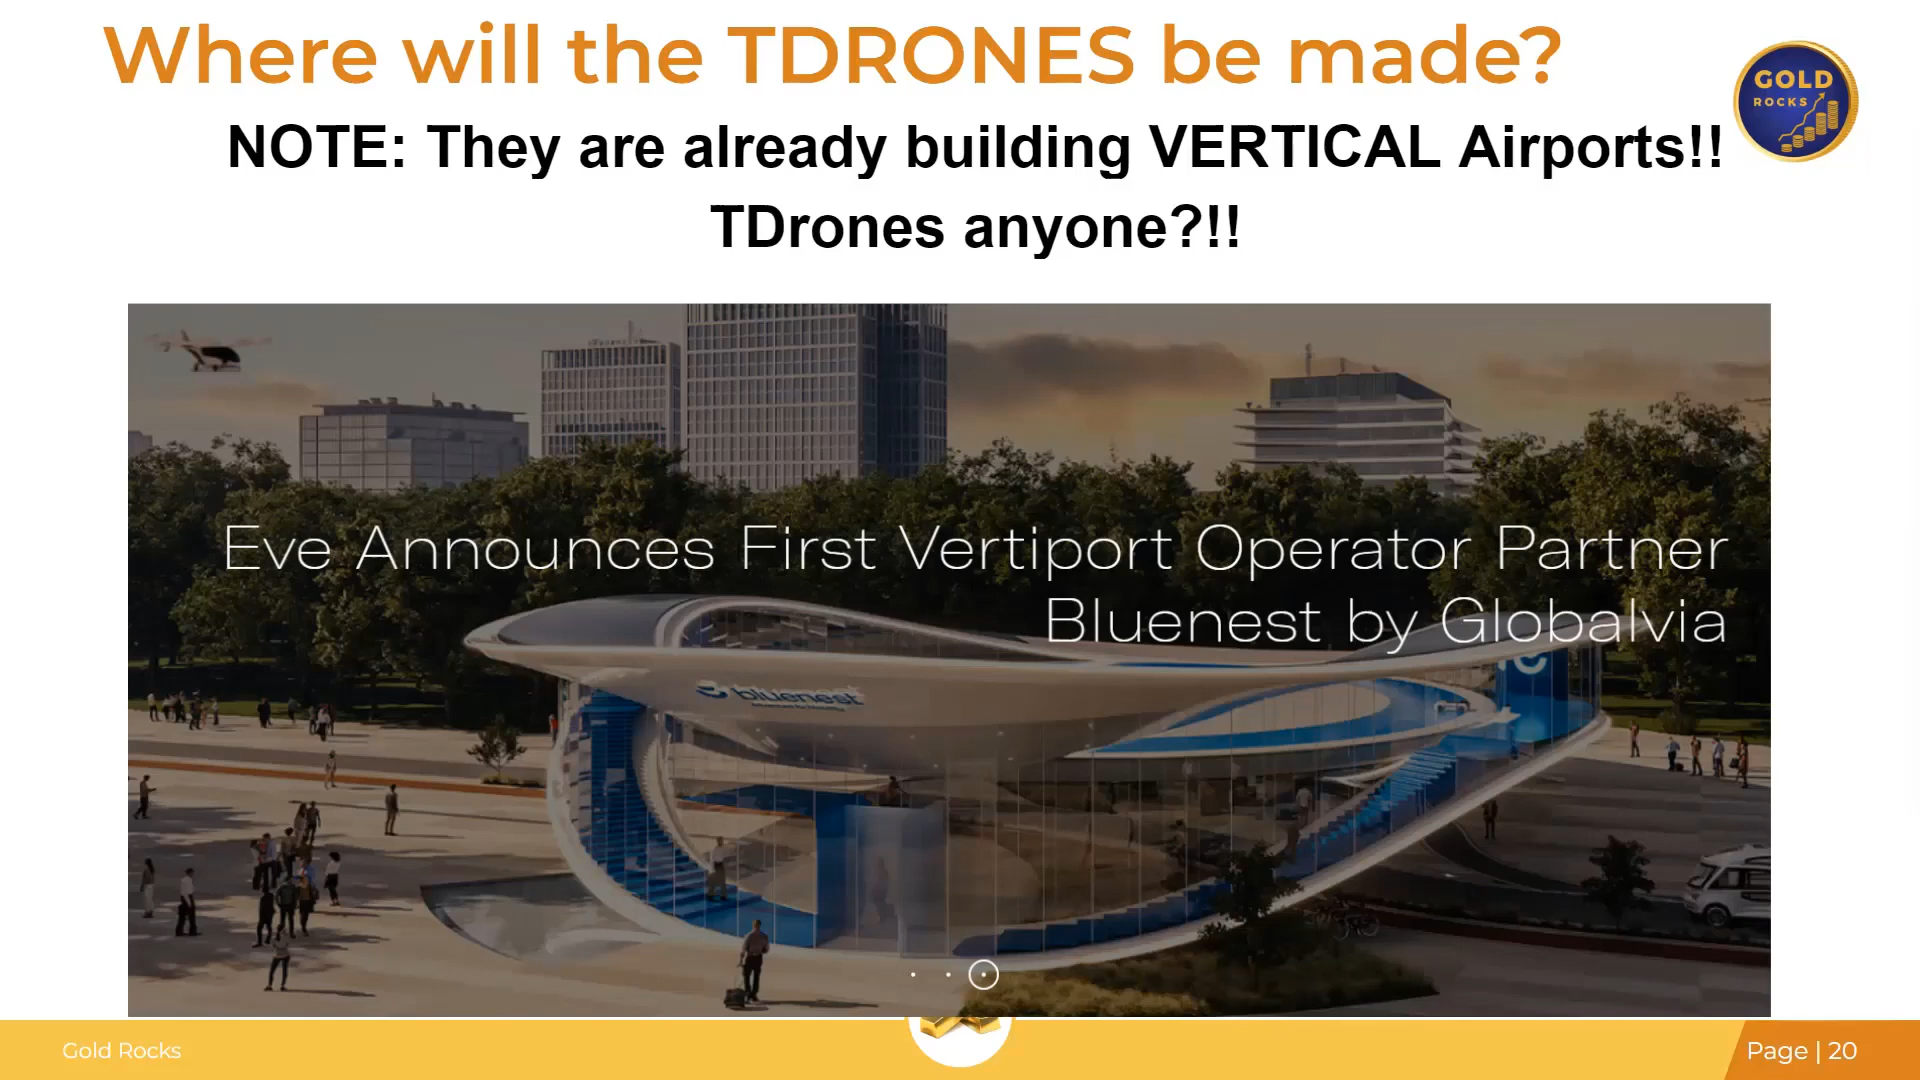 Where will the TDRONES be made?
GOLD
ROCKS
NOTE: They are already building VERTICAL Airports!!
TDrones anyone?!!
Eve Announces First Vertiport Operator Partner
Bluenest by Globalvia
bluenest
Gold Rocks
Page | 20